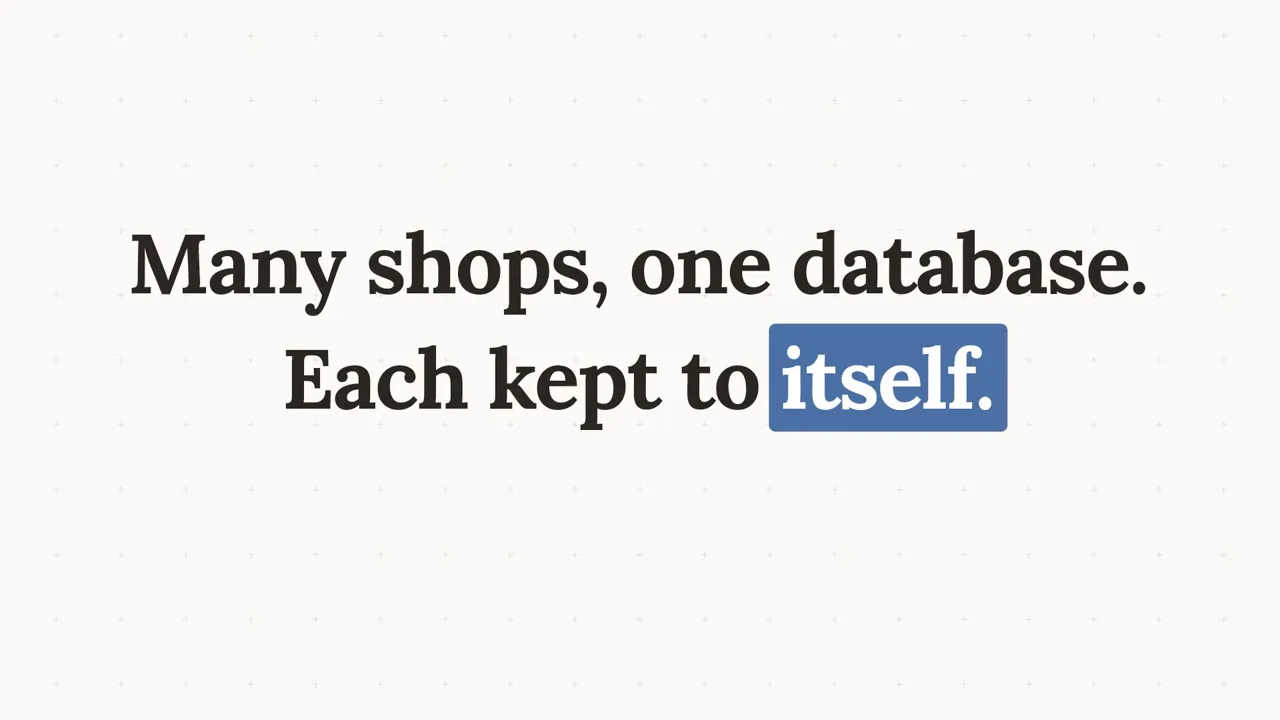 Many shops, one database.
Each kept to itself.